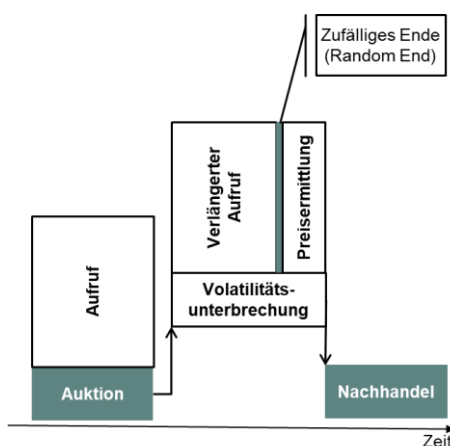 Zufälliges Ende
(Random End)
Verlängerter
Aufruf
Preisermittlung
Aufruf
Volatilitäts-
unterbrechung
Auktion
Nachhandel
Zeit